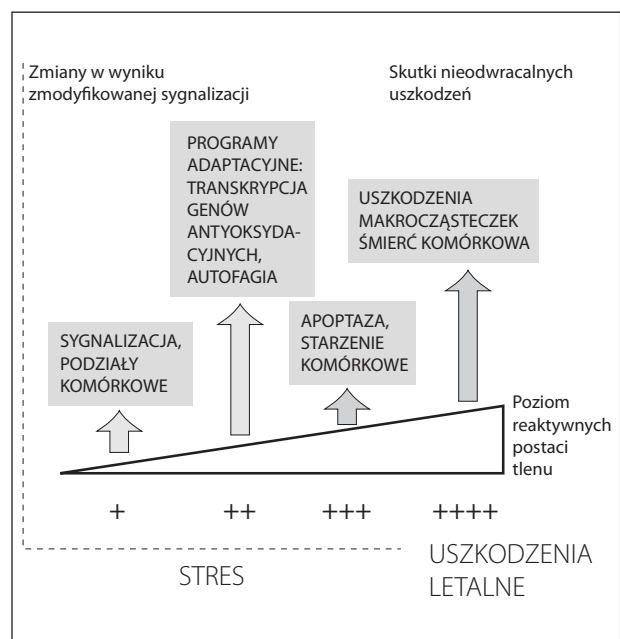 Zmiany w wyniku
zmodyfikowanej sygnalizacji
Skutki nieodwracalnych
uszkodzeń
PROGRAMY
ADAPTACYJNE:
TRANSKRYPCJA
GENÓW
ANTYOKSYDA-
CYJNYCH,
AUTOFAGIA
USZKODZENIA
MAKROCZĄSTECZEK
ŚMIERĆ KOMÓRKOWA
SYGNALIZACJA,
PODZIAŁY
KOMÓRKOWE
APOPTAZA,
STARZENIE
KOMÓRKOWE
Poziom
reaktywnych
postaci
tlenu
+ ++ +++ ++++
STRES
USZKODZENIA
LETALNE